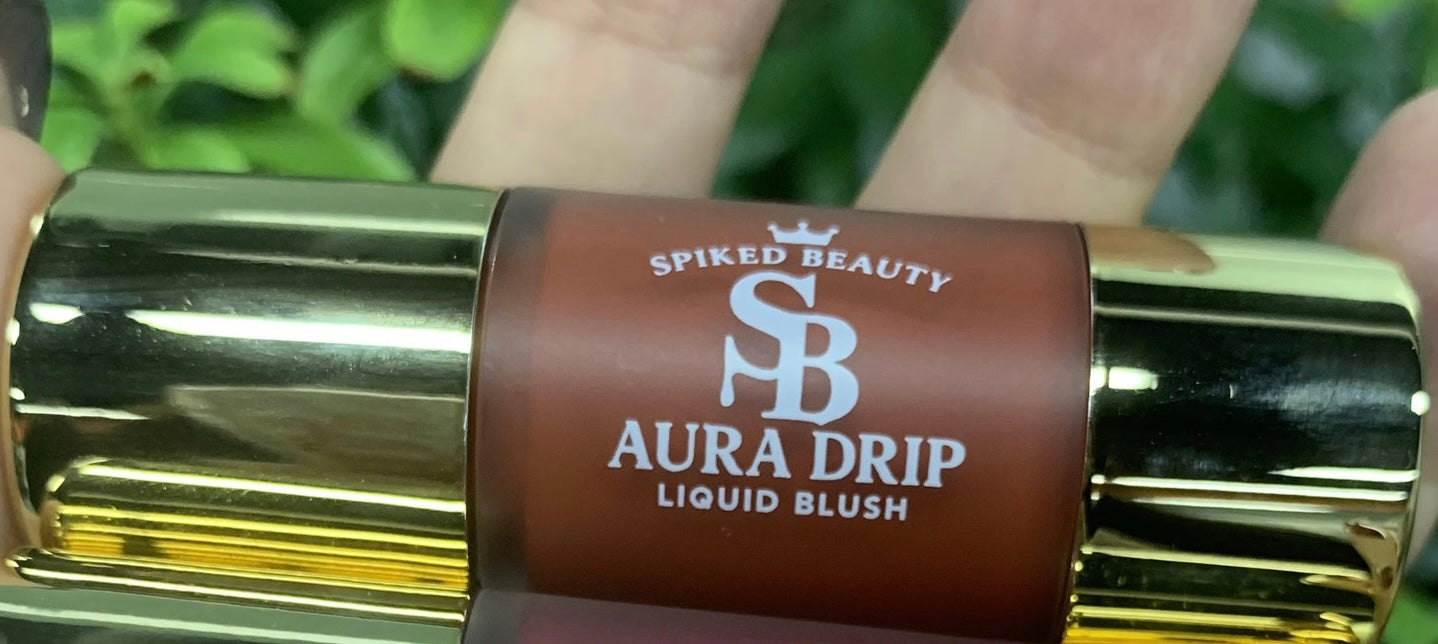 SPIKED BEAUTY
SB
AURA DRIP
LIQUID BLUSH